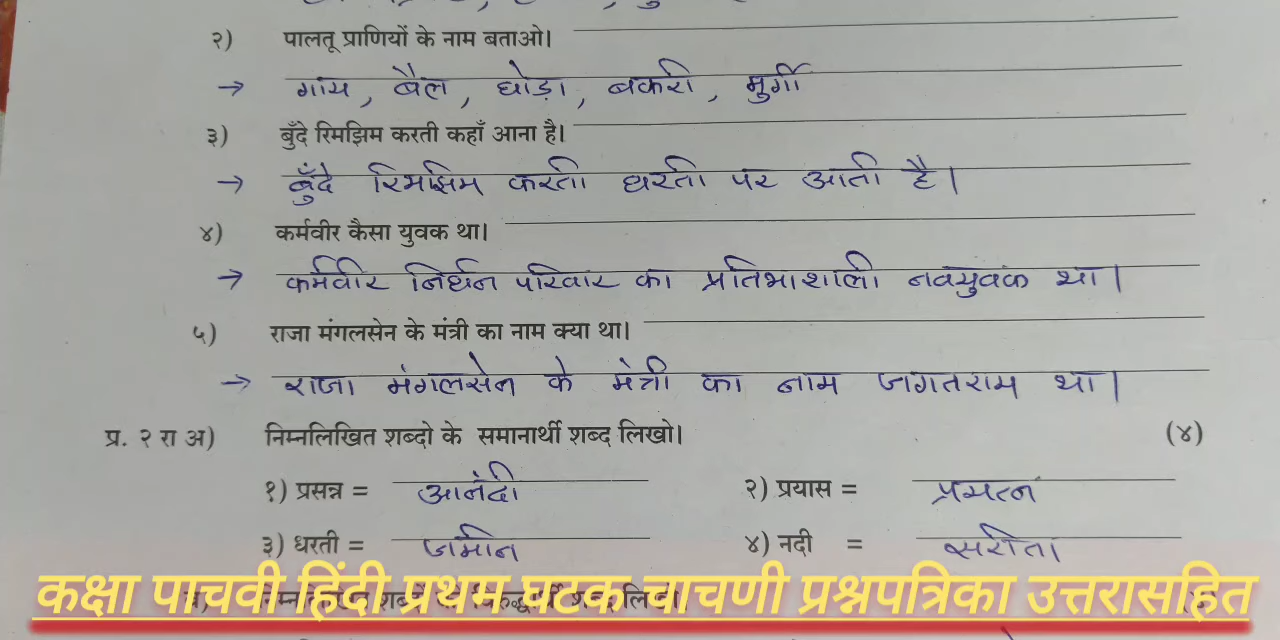 २) पालतू प्राणियों के नाम बताओ।
→ गाय, बैल, घोड़ा, बकरी, मुर्गी
३) बुँदे रिमझिम करती कहाँ आना है।
→ बुँदे रिमझिम करती धरती पर आती है।
४) कर्मवीर कैसा युवक था।
→ कर्मवीर निर्धन परिवार का प्रतिभाशाली नवयुवक था।
५) राजा मंगलसेन के मंत्री का नाम क्या था।
→ राजा मंगलसेन के मंत्री का नाम जगतराम था।
प्र. २ रा अ) निम्नलिखित शब्दो के समानार्थी शब्द लिखो। (४)
१) प्रसन्न = आनंदी २) प्रयास = प्रयत्न
३) धरती = जमीन ४) नदी = सरीता
कक्षा पाचवी हिंदी प्रथम घटक चाचणी प्रश्नपत्रिका उत्तरासहित